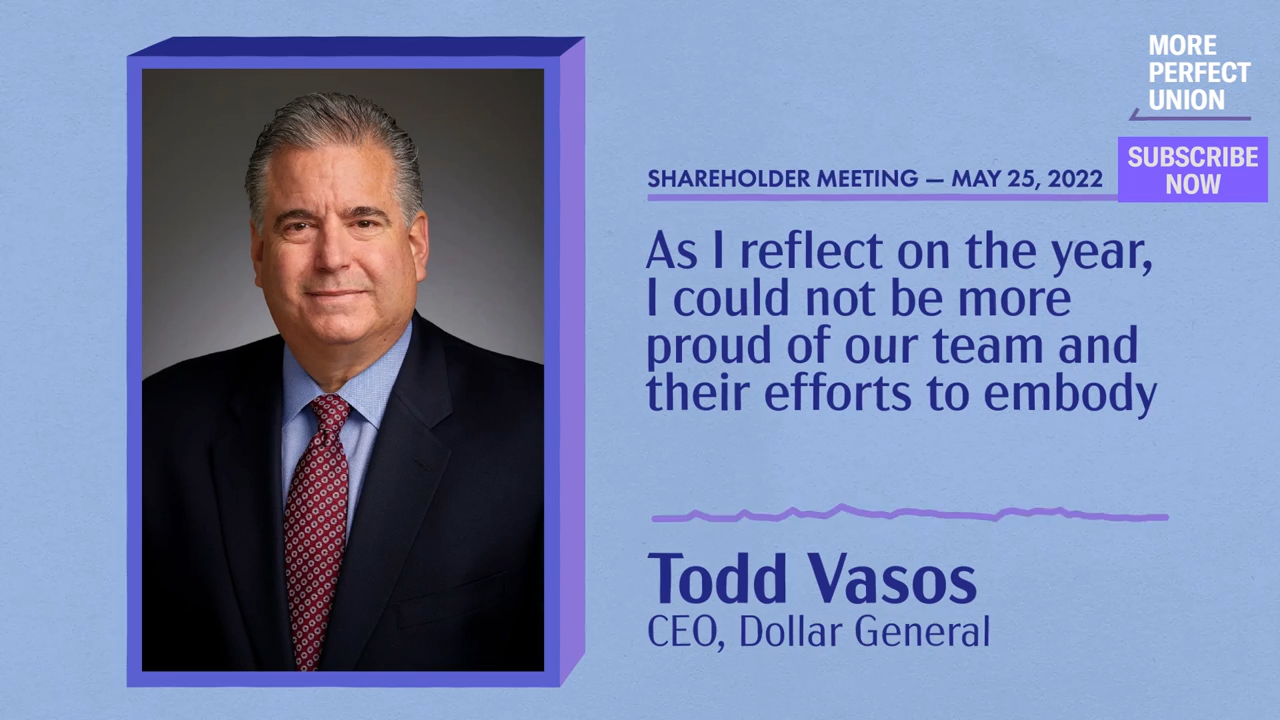 MORE
PERFECT
UNION
SUBSCRIBE
NOW
SHAREHOLDER MEETING — MAY 25, 2022
As I reflect on the year,
I could not be more
proud of our team and
their efforts to embody
Todd Vasos
CEO, Dollar General